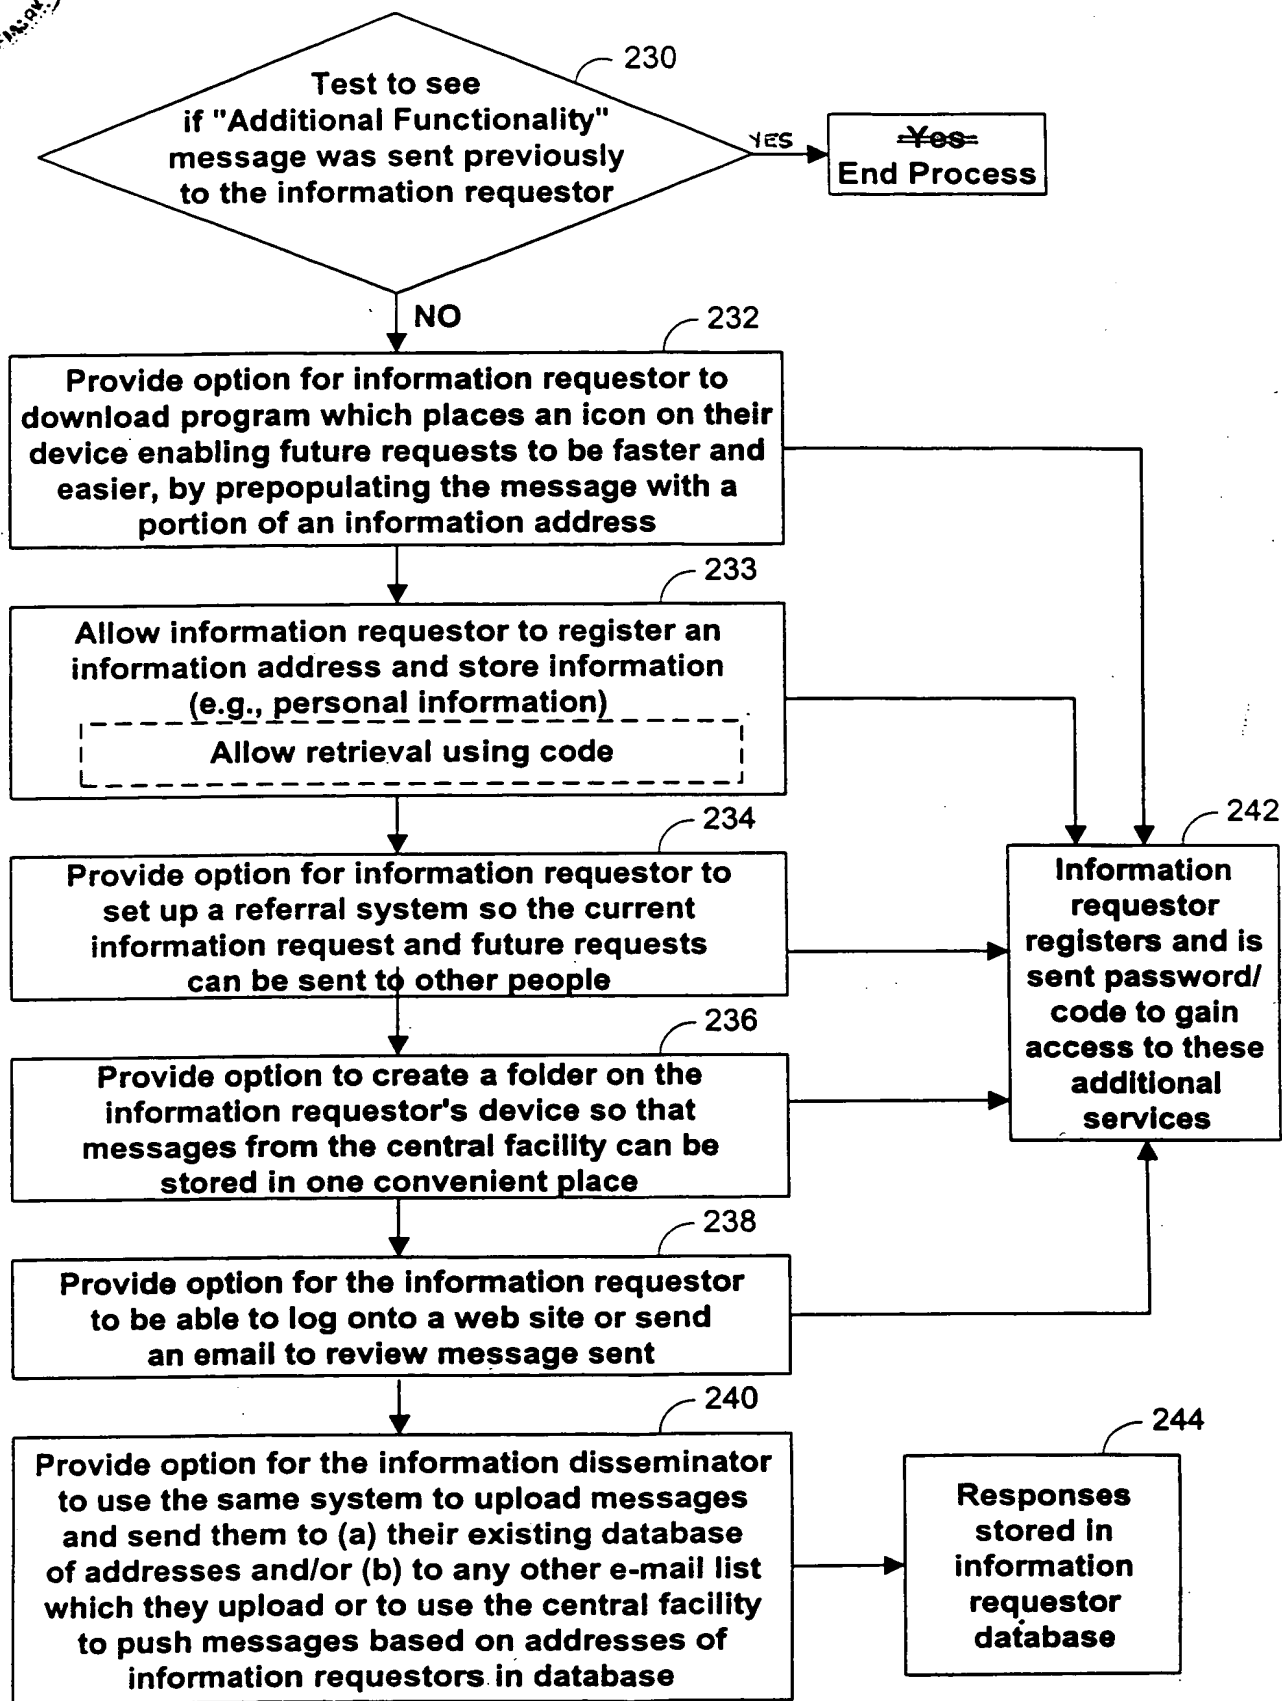 230
Test to see
if "Additional Functionality"
message was sent previously
to the information requestor
YES
Yes
End Process
NO
232
Provide option for information requestor to
download program which places an icon on their
device enabling future requests to be faster and
easier, by prepopulating the message with a
portion of an information address
233
Allow information requestor to register an
information address and store information
(e.g., personal information)
Allow retrieval using code
234
Provide option for information requestor to
set up a referral system so the current
information request and future requests
can be sent to other people
242
Information
requestor
registers and is
sent password/
code to gain
access to these
additional
services
236
Provide option to create a folder on the
information requestor's device so that
messages from the central facility can be
stored in one convenient place
238
Provide option for the information requestor
to be able to log onto a web site or send
an email to review message sent
240
Provide option for the information disseminator
to use the same system to upload messages
and send them to (a) their existing database
of addresses and/or (b) to any other e-mail list
which they upload or to use the central facility
to push messages based on addresses of
information requestors in database
244
Responses
stored in
information
requestor
database